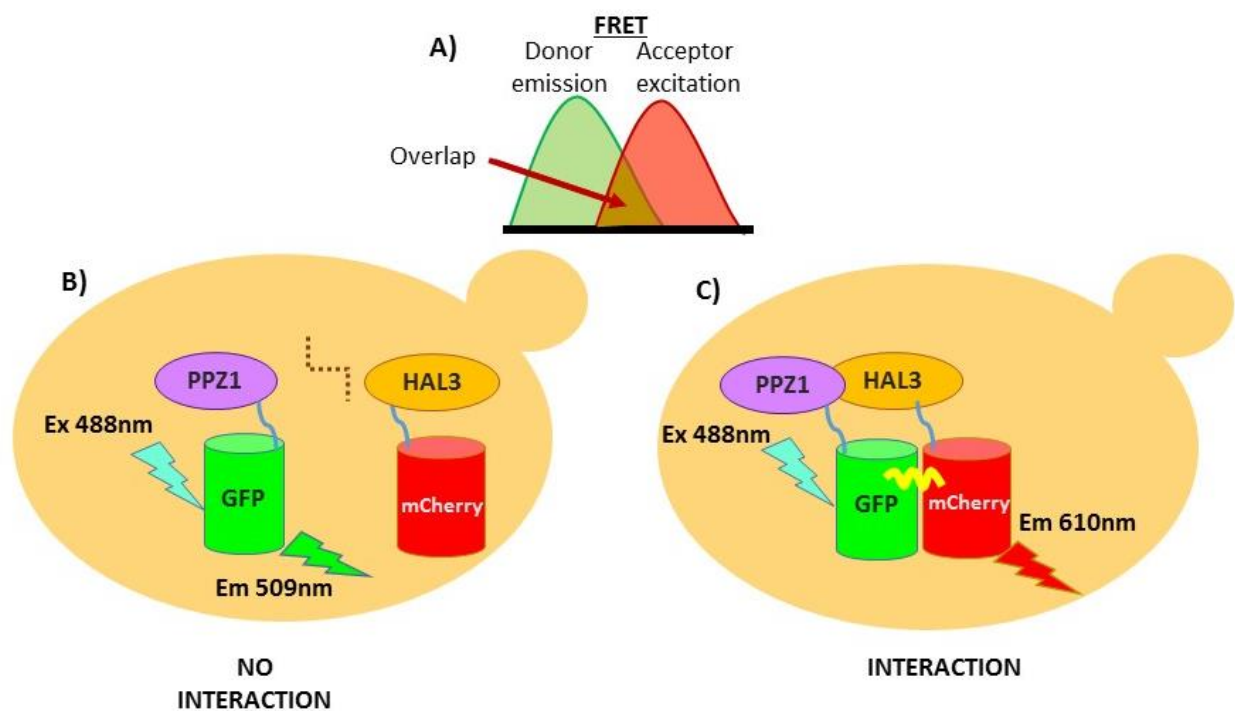 FRET
A)
Donor
emission
Acceptor
excitation
Overlap
B)
PPZ1
HAL3
Ex 488nm
GFP
mCherry
Em 509nm
NO
INTERACTION
C)
PPZ1
HAL3
Ex 488nm
GFP
mCherry
Em 610nm
INTERACTION